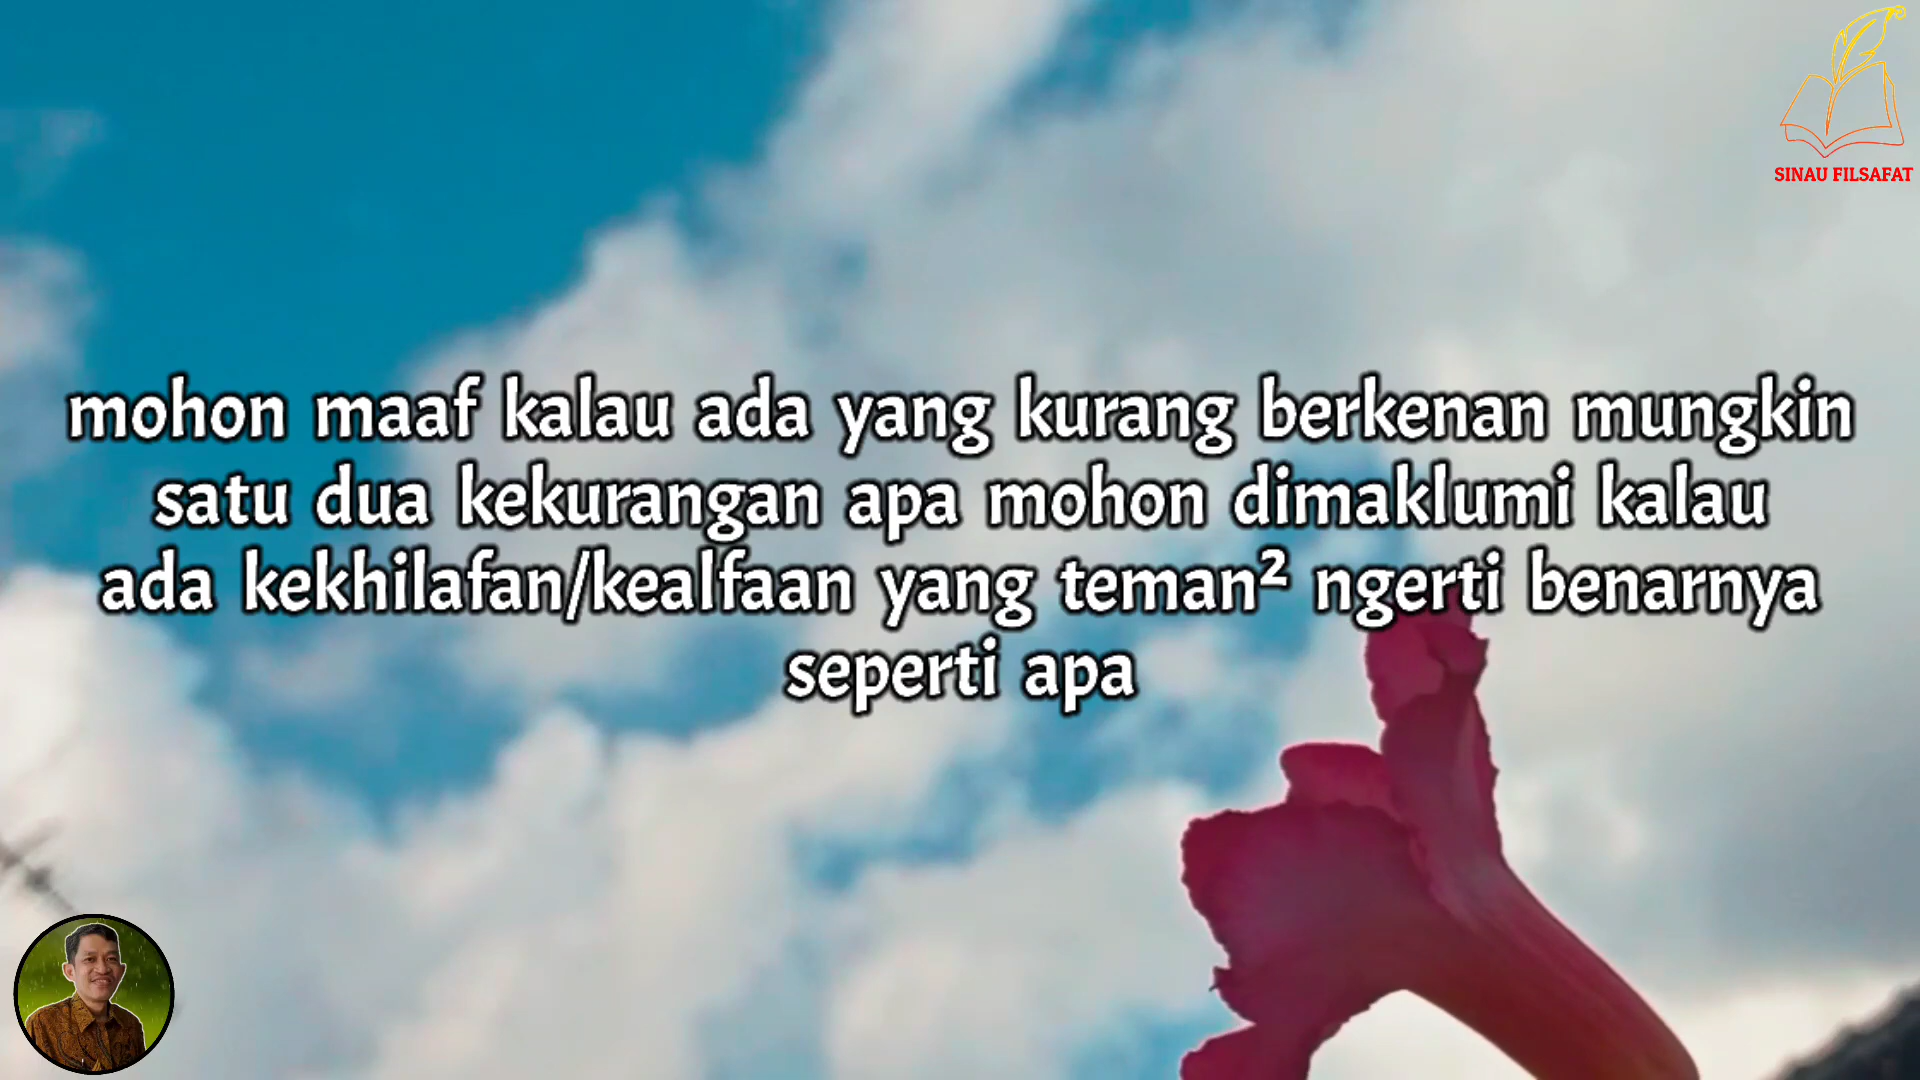 SINAU FILSAFAT
mohon maaf kalau ada yang kurang berkenan mungkin
satu dua kekurangan apa mohon dimaklumi kalau
ada kekhilafan/kealfaan yang teman² ngerti benarnya
seperti apa